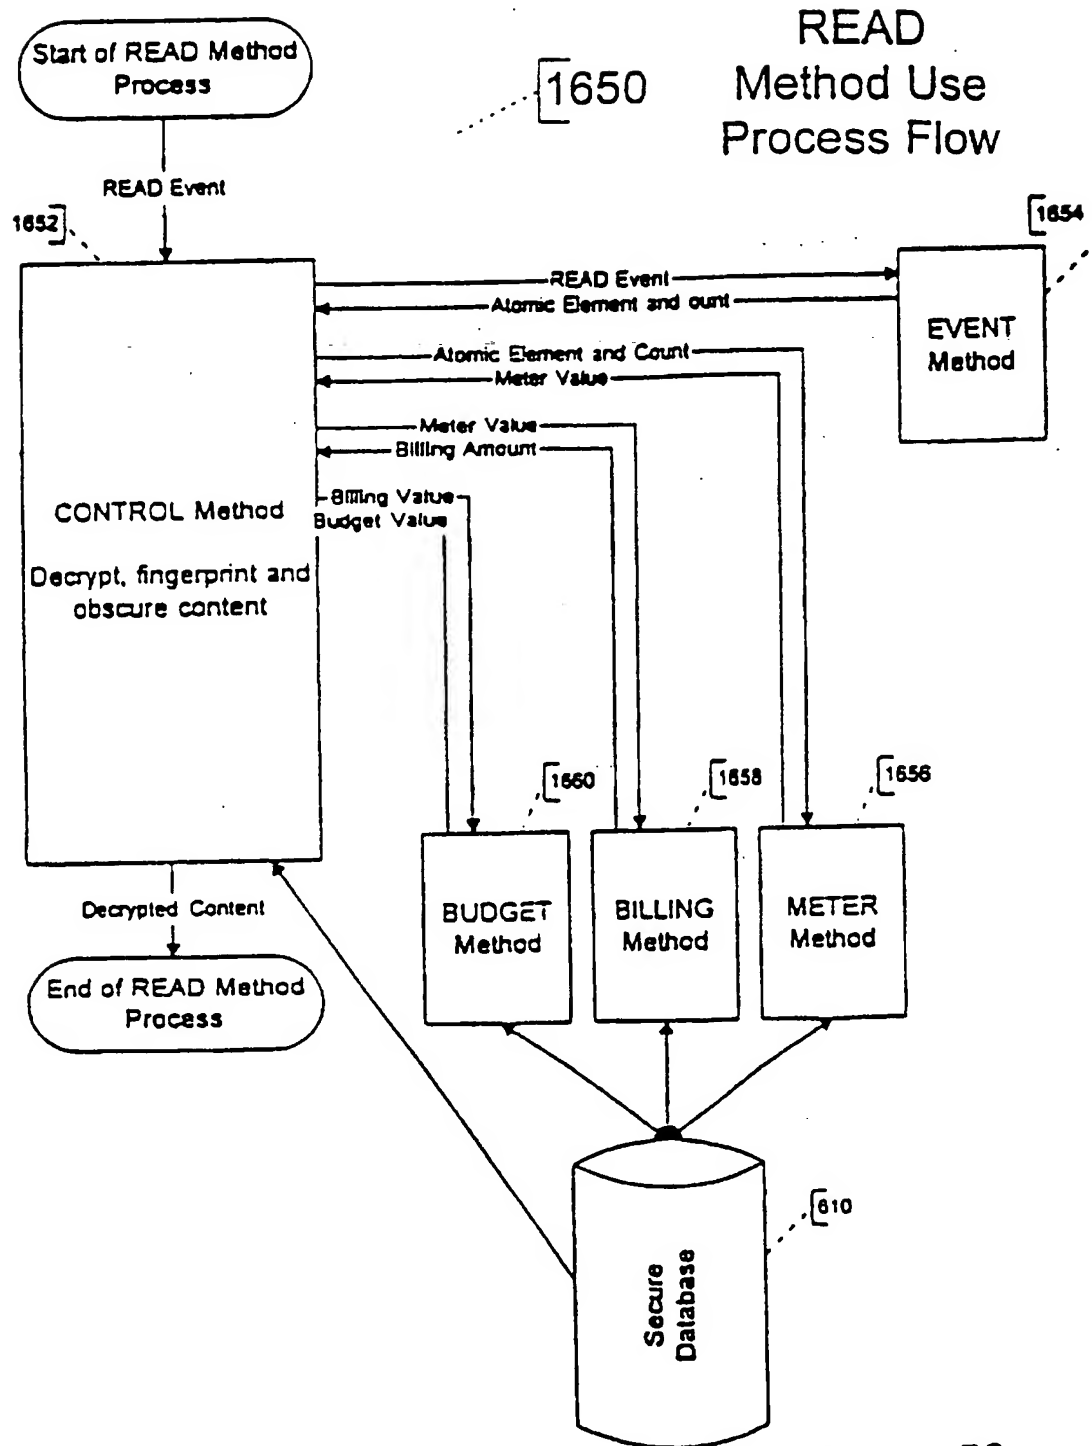 READ
Method Use
Process Flow
1650
Start of READ Method
Process
READ Event
1652
1654
READ Event
Atomic Element and ount
EVENT
Method
Atomic Element and Count
Meter Value
Meter Value
Billing Amount
Billing Value
Budget Value
CONTROL Method
Decrypt, fingerprint and
obscure content
1660
1658
1656
BUDGET
Method
BILLING
Method
METER
Method
Decrypted Content
End of READ Method
Process
610
Secure
Database